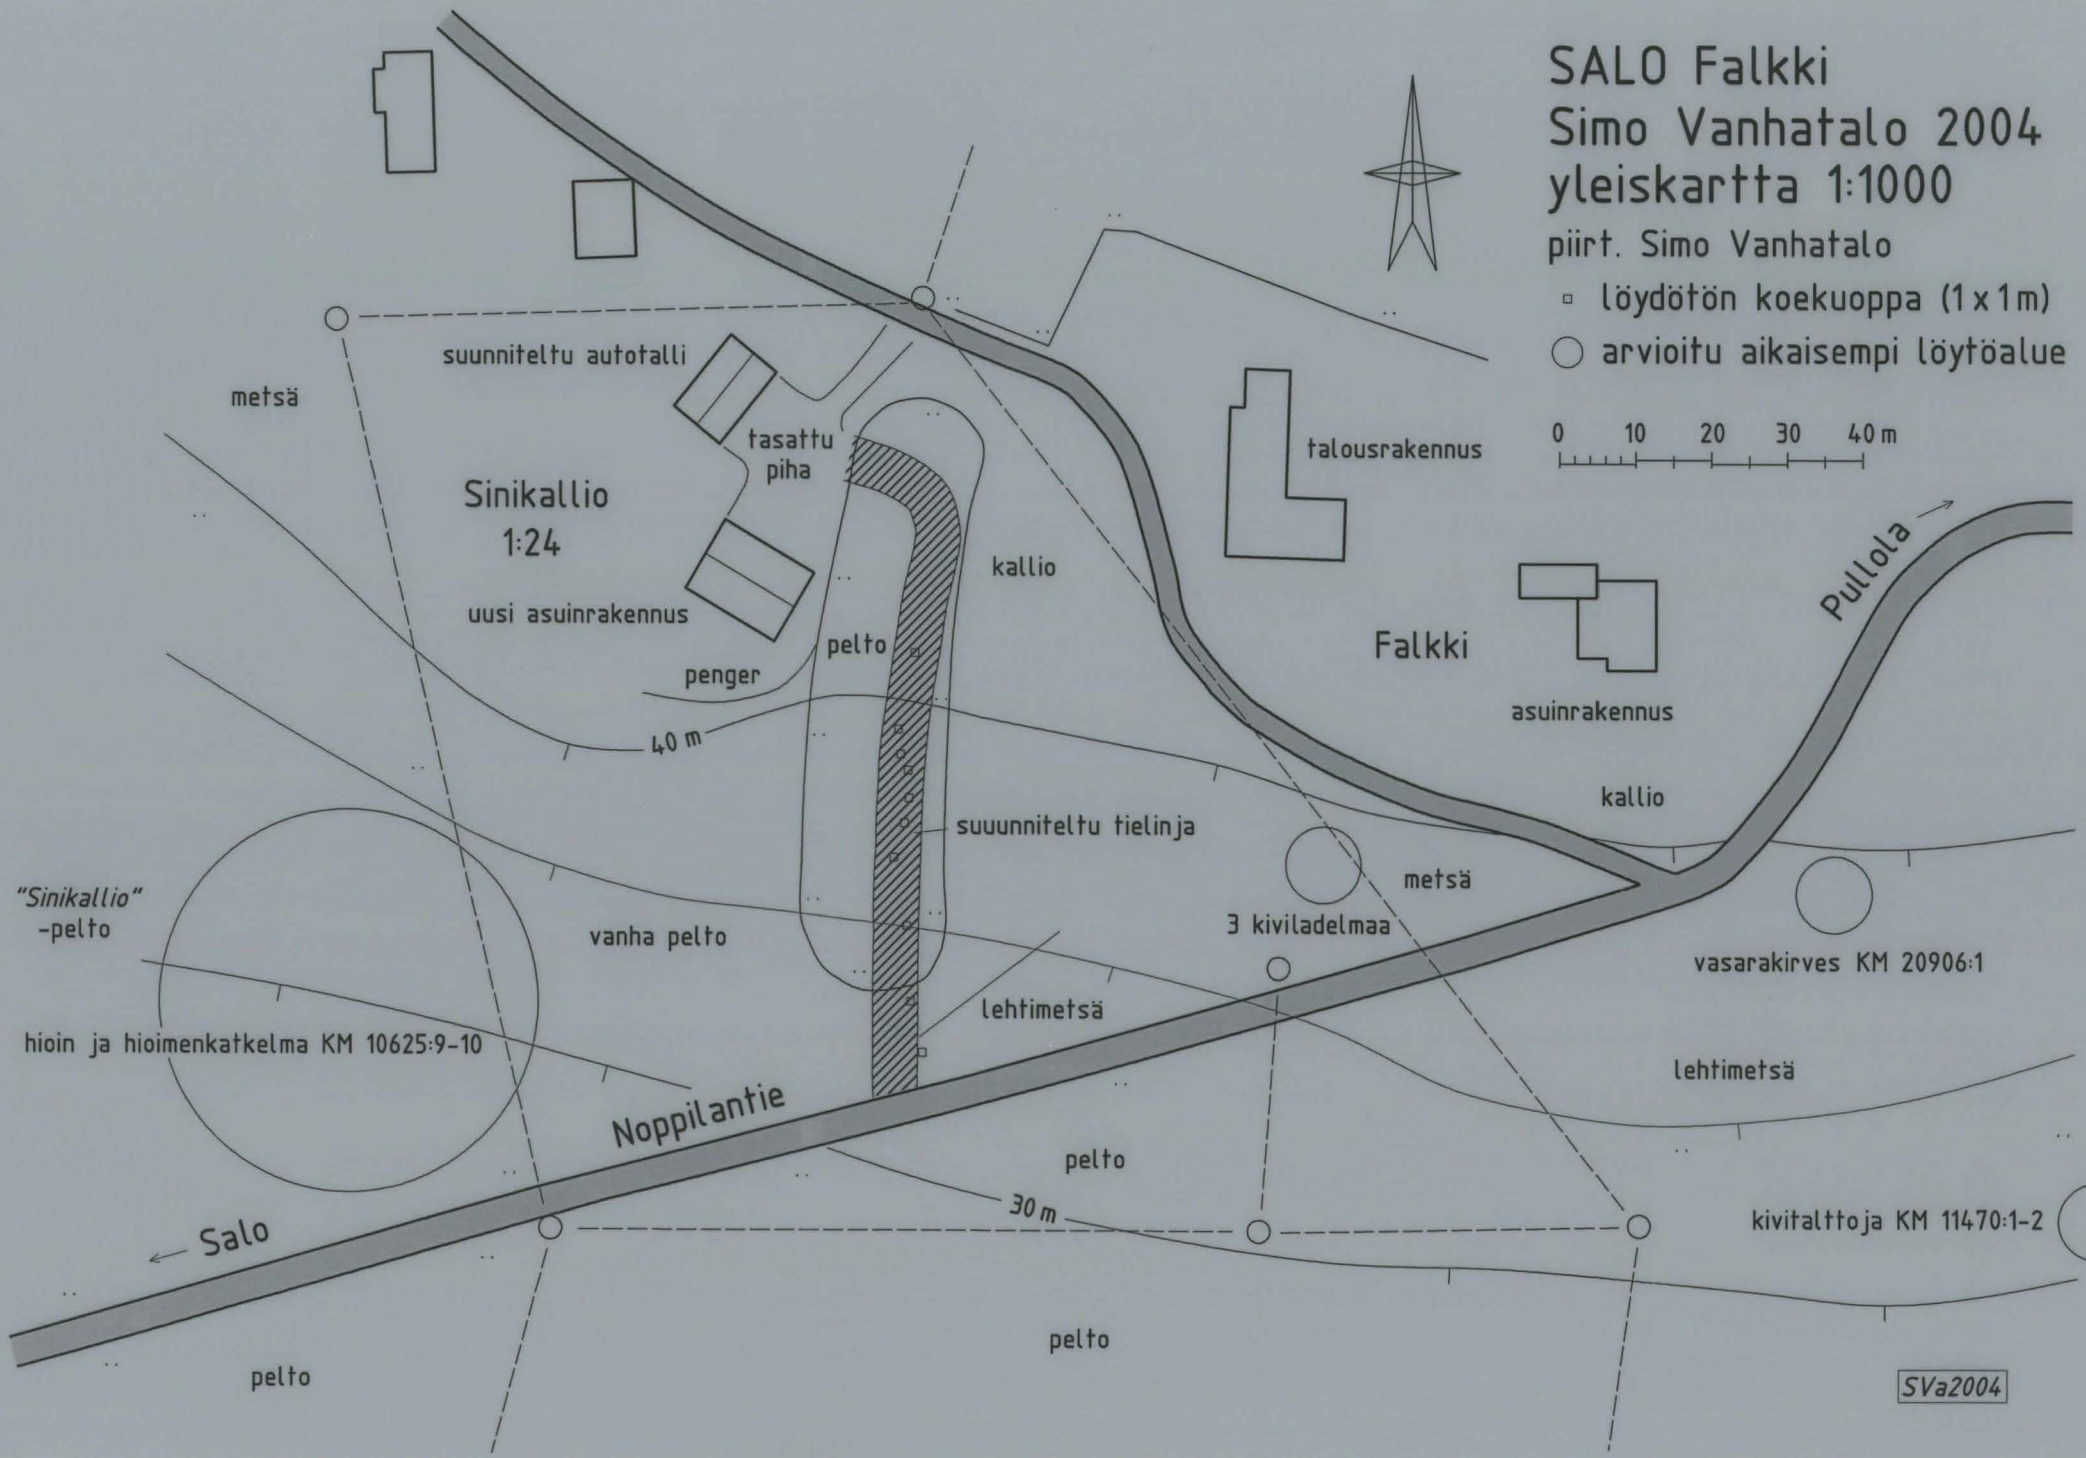 SALO Falkki
Simo Vanhatalo 2004
yleiskartta 1:1000
piirt. Simo Vanhatalo
löydötön koekuoppa (1 x 1 m)
arvioitu aikaisempi löytöalue
0 10 20 30 40 m
suunniteltu autotalli
metsä
tasattu
piha
talousrakennus
Sinikallio
1:24
kallio
Pullola
uusi asuinrakennus
pelto
Falkki
penger
asuinrakennus
40 m
kallio
suuunniteltu tielinja
metsä
"Sinikallio"
-pelto
vanha pelto
3 kiviladelmaa
vasarakirves KM 20906:1
lehtimetsä
hioin ja hioimenkatkelma KM 10625:9-10
lehtimetsä
Noppilantie
pelto
30 m
kivitalttoja KM 11470:1-2
Salo
pelto
pelto
SVa2004